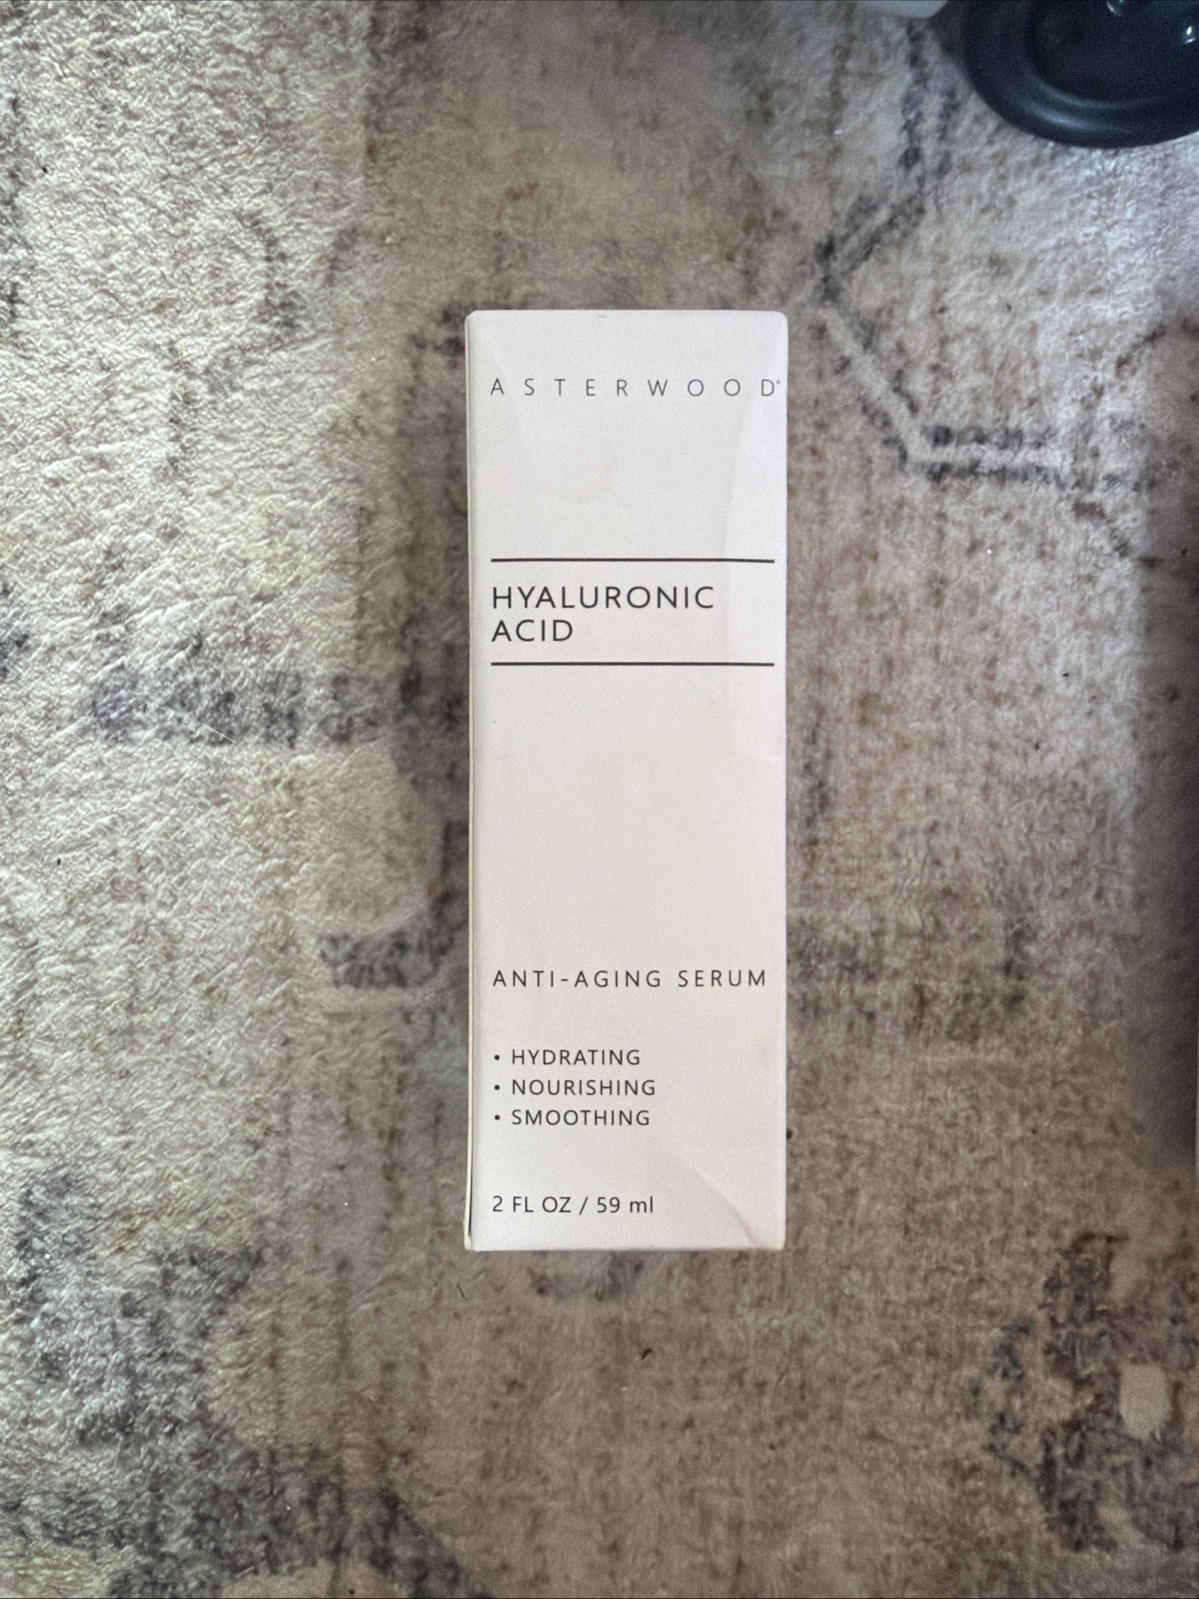 ASTERWOOD
HYALURONIC
ACID
ANTI-AGING SERUM
• HYDRATING
• NOURISHING
• SMOOTHING
2 FL OZ / 59 ml